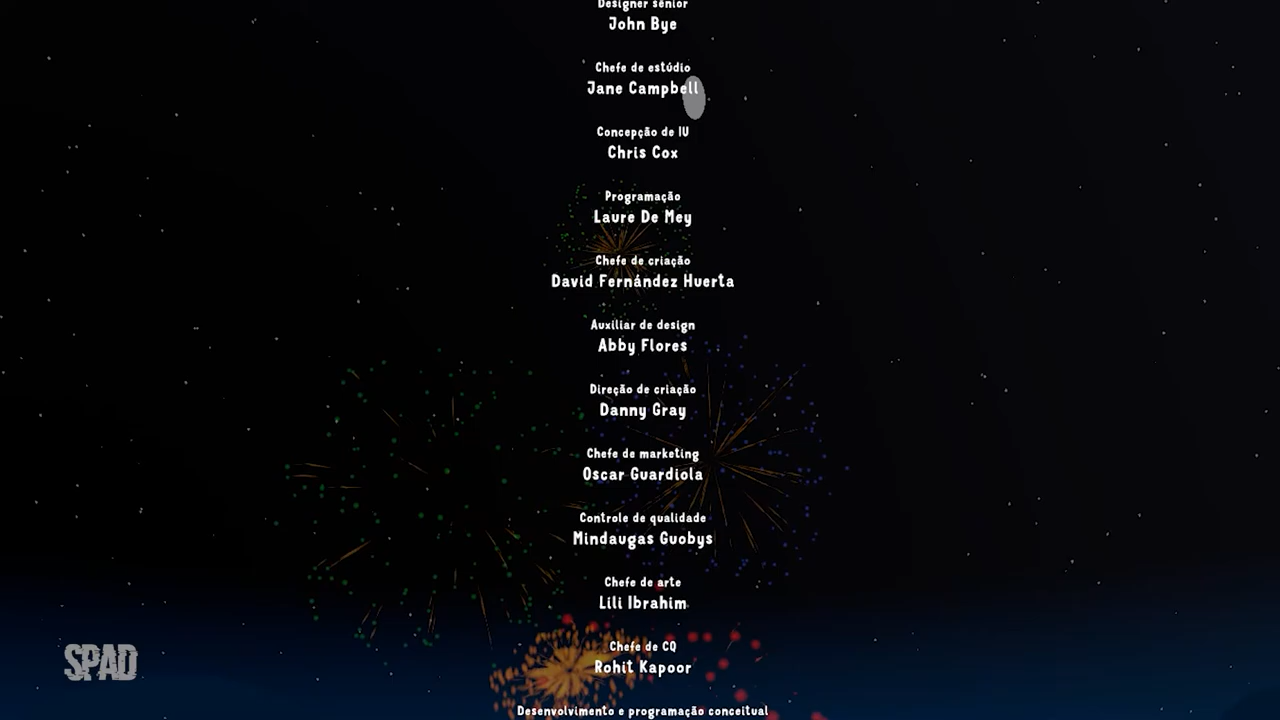 Designer sênior
John Bye
Chefe de estúdio
Jane Campbell
Concepção de IU
Chris Cox
Programação
Laure De Mey
Chefe de criação
David Fernández Huerta
Auxiliar de design
Abby Flores
Direção de criação
Danny Gray
Chefe de marketing
Oscar Guardiola
Controle de qualidade
Mindaugas Guobys
Chefe de arte
Lili Ibrahim
Chefe de CQ
Rohit Kapoor
SPAD
Desenvolvimento e programação conceitual